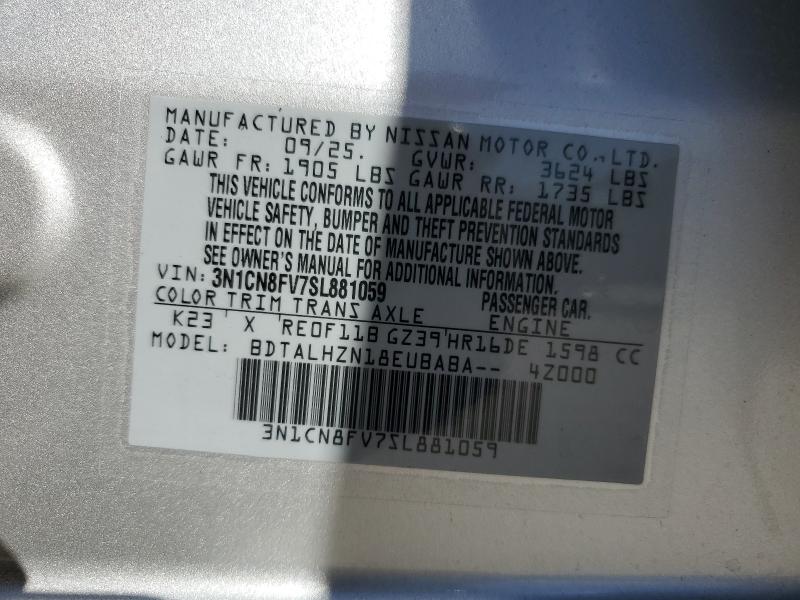 MANUFACTURED BY NISSAN MOTOR CO., LTD.
DATE: 09/25. GVWR: 3624 LBS
GAWR FR: 1905 LBS GAWR RR: 1735 LBS
THIS VEHICLE CONFORMS TO ALL APPLICABLE FEDERAL MOTOR
VEHICLE SAFETY, BUMPER AND THEFT PREVENTION STANDARDS
IN EFFECT ON THE DATE OF MANUFACTURE SHOWN ABOVE.
SEE OWNER'S MANUAL FOR ADDITIONAL INFORMATION.
VIN: 3N1CN8FV7SL881059 PASSENGER CAR.
COLOR TRIM TRANS AXLE ENGINE
K23 X RE0F11B GZ39 HR16DE 1598 CC
MODEL: BDTALHZN18EUBABA-- 4Z000
3N1CN8FV7SL881059